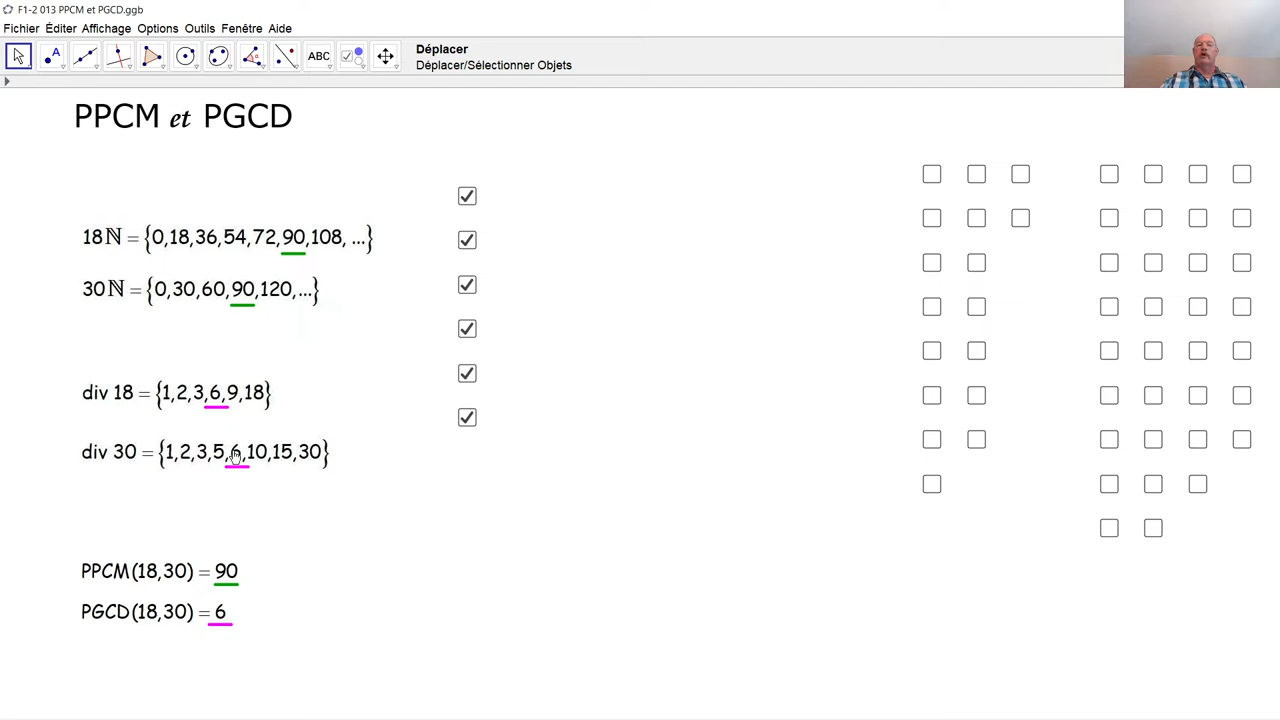 F1-2 013 PPCM et PGCD.ggb
Fichier Éditer Affichage Options Outils Fenêtre Aide
A
ABC
Déplacer
Déplacer/Sélectionner Objets
PPCM et PGCD
18ℕ = {0,18,36,54,72,90,108, ...}
30ℕ = {0,30,60,90,120,...}
div 18 = {1,2,3,6,9,18}
div 30 = {1,2,3,5,6,10,15,30}
PPCM(18,30) = 90
PGCD(18,30) = 6